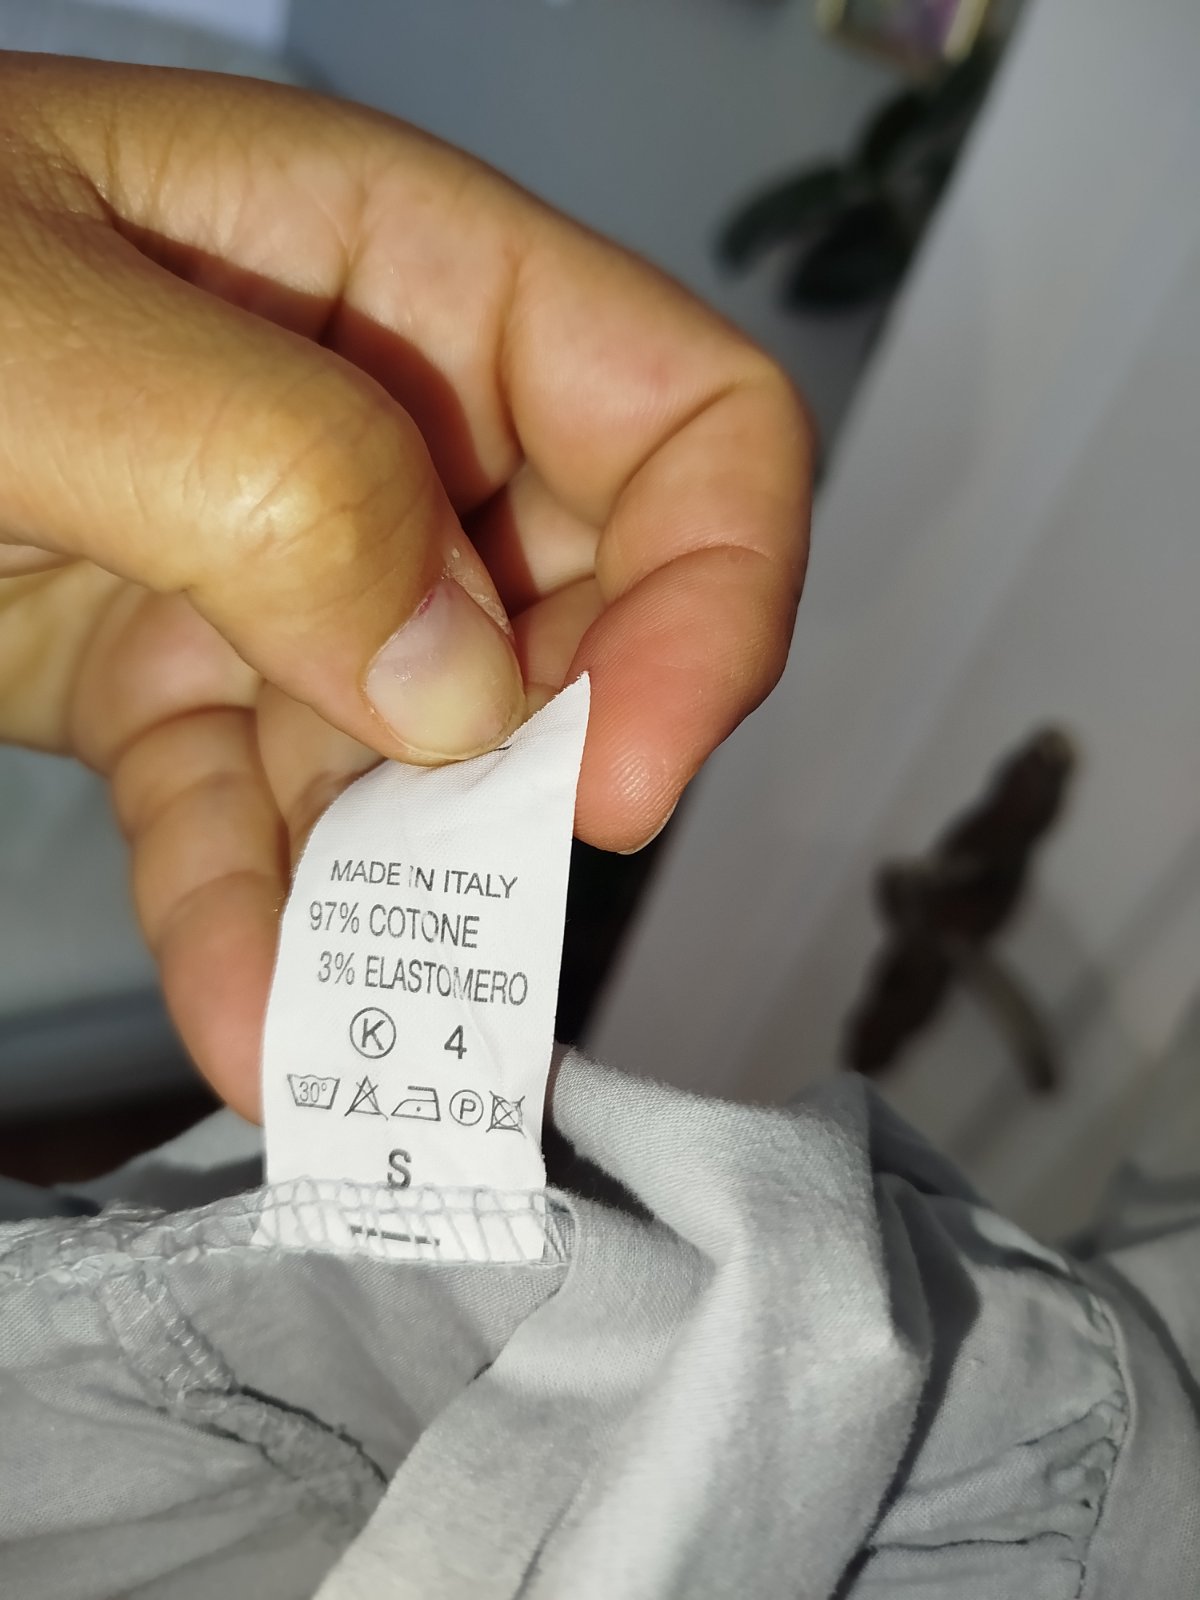 MADE IN ITALY
97% COTONE
3% ELASTOMERO
K 4
30° P
S